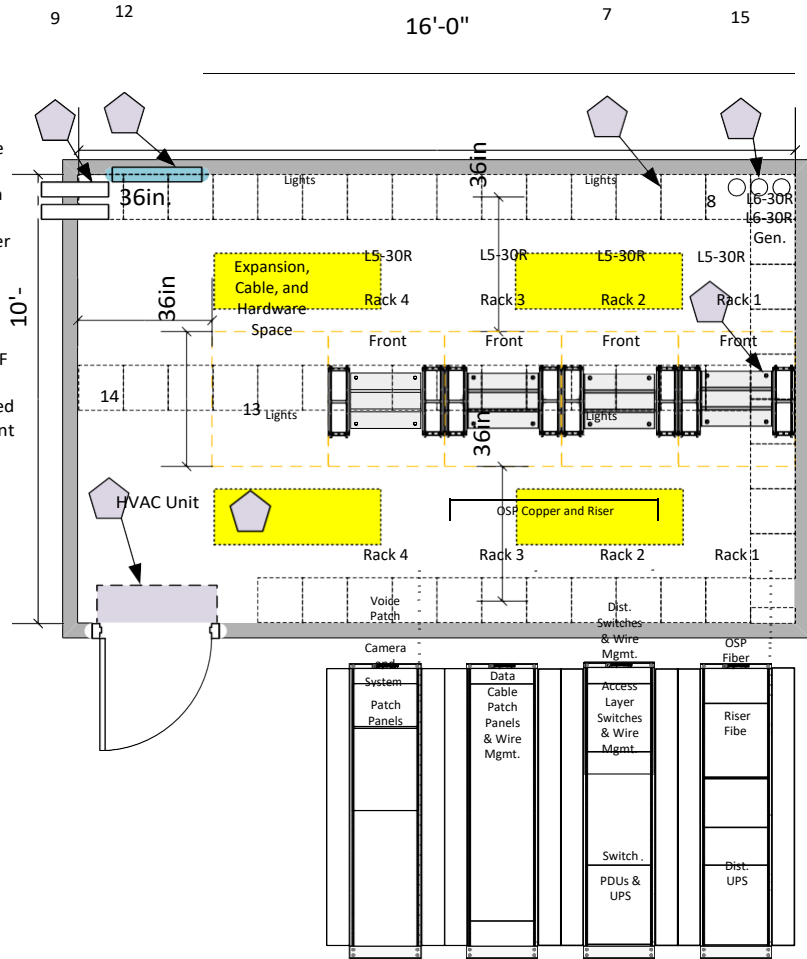 9
12
16'-0"
7
15
e
n
er
F
ed
nt
10'-
36in.
36in
Lights
Lights
8
L6-30R
L6-30R
Gen.
L5-30R
L5-30R
L5-30R
L5-30R
Expansion,
Cable, and
Hardware
Space
36in
Rack 4
Rack 3
Rack 2
Rack 1
Front
Front
Front
Front
14
13
Lights
Lights
36in
HVAC Unit
OSP Copper and Riser
Rack 4
Rack 3
Rack 2
Rack 1
Voice
Patch
Camera
and
System
Patch
Panels
Data
Cable
Patch
Panels
& Wire
Mgmt.
Dist.
Switches
& Wire
Mgmt.
Access
Layer
Switches
& Wire
Mgmt.
Switch .
PDUs &
UPS
OSP
Fiber
Riser
Fibe
Dist.
UPS